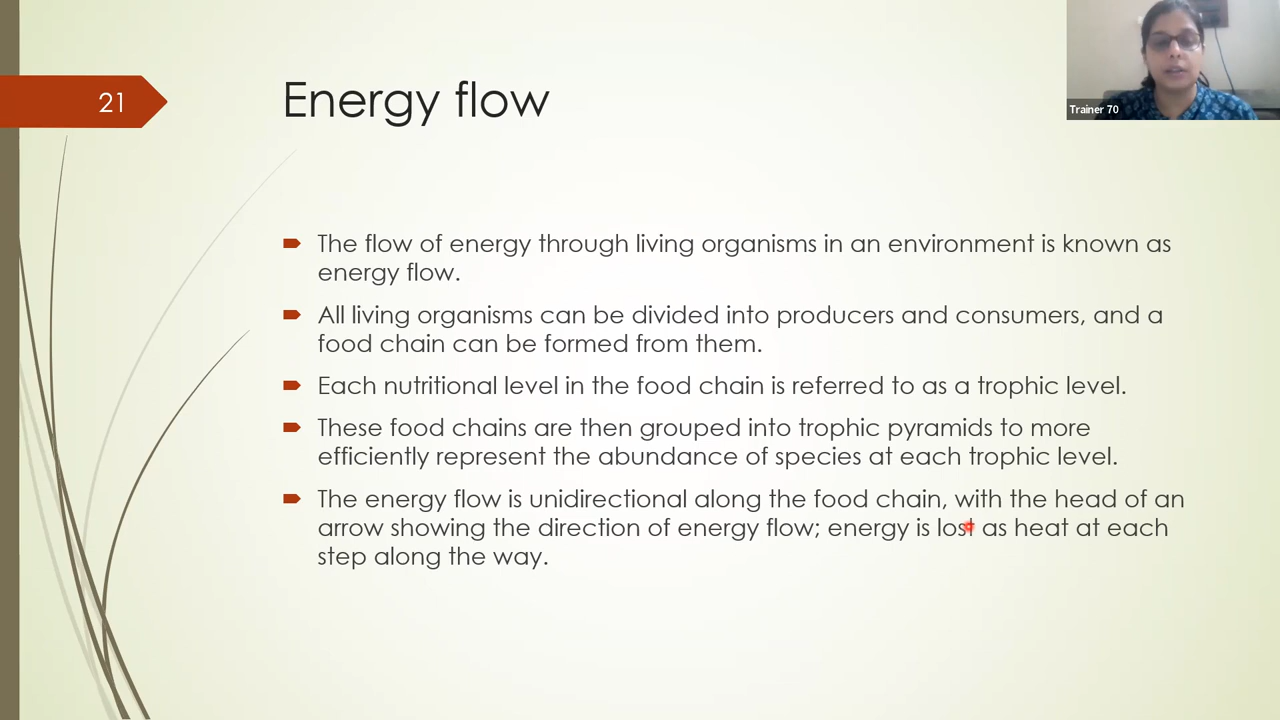 21
Energy flow
Trainer 70
The flow of energy through living organisms in an environment is known as
energy flow.
All living organisms can be divided into producers and consumers, and a
food chain can be formed from them.
Each nutritional level in the food chain is referred to as a trophic level.
These food chains are then grouped into trophic pyramids to more
efficiently represent the abundance of species at each trophic level.
The energy flow is unidirectional along the food chain, with the head of an
arrow showing the direction of energy flow; energy is lost as heat at each
step along the way.